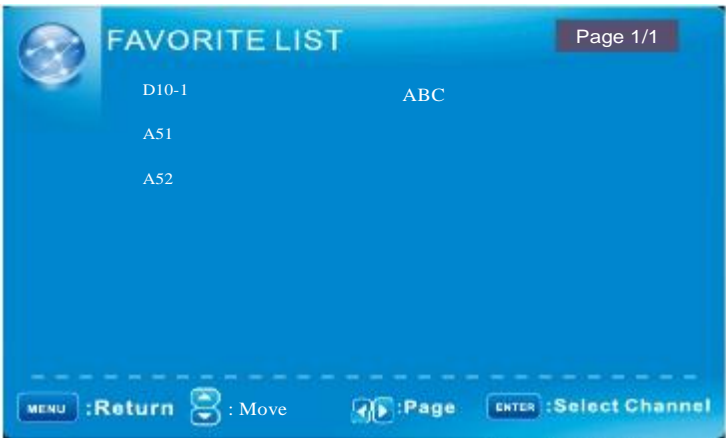 FAVORITE LIST Page 1/1
D10-1 ABC
A51
A52
MENU :Return : Move :Page ENTER :Select Channel